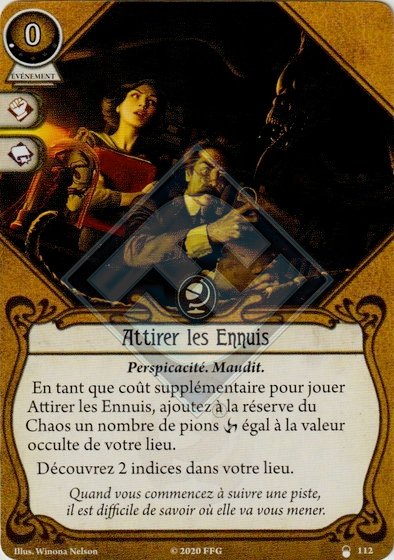 0
ÉVÉNEMENT
Attirer les Ennuis
Perspicacité. Maudit.
En tant que coût supplémentaire pour jouer
Attirer les Ennuis, ajoutez à la réserve du
Chaos un nombre de pions égal à la valeur
occulte de votre lieu.
Découvrez 2 indices dans votre lieu.
Quand vous commencez à suivre une piste,
il est difficile de savoir où elle va vous mener.
Illus. Winona Nelson © 2020 FFG 112